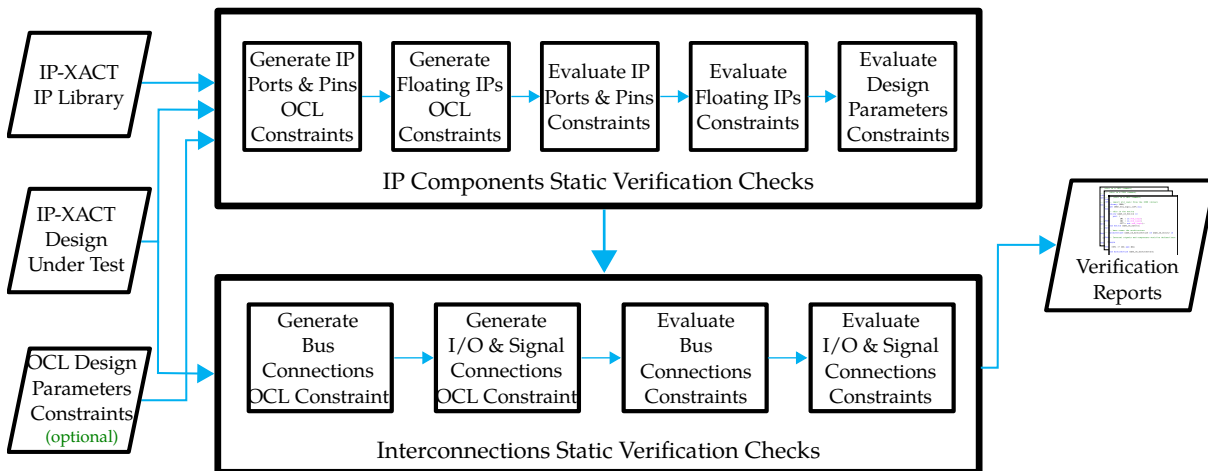 IP-XACT
IP Library
IP-XACT
Design
Under Test
OCL Design
Parameters
Constraints
(optional)
Generate IP
Ports & Pins
OCL
Constraints
Generate
Floating IPs
OCL
Constraints
Evaluate IP
Ports & Pins
Constraints
Evaluate
Floating IPs
Constraints
Evaluate
Design
Parameters
Constraints
IP Components Static Verification Checks
Generate
Bus
Connections
OCL Constraint
Generate
I/O & Signal
Connections
OCL Constraint
Evaluate
Bus
Connections
Constraints
Evaluate
I/O & Signal
Connections
Constraints
Interconnections Static Verification Checks
Verification
Reports